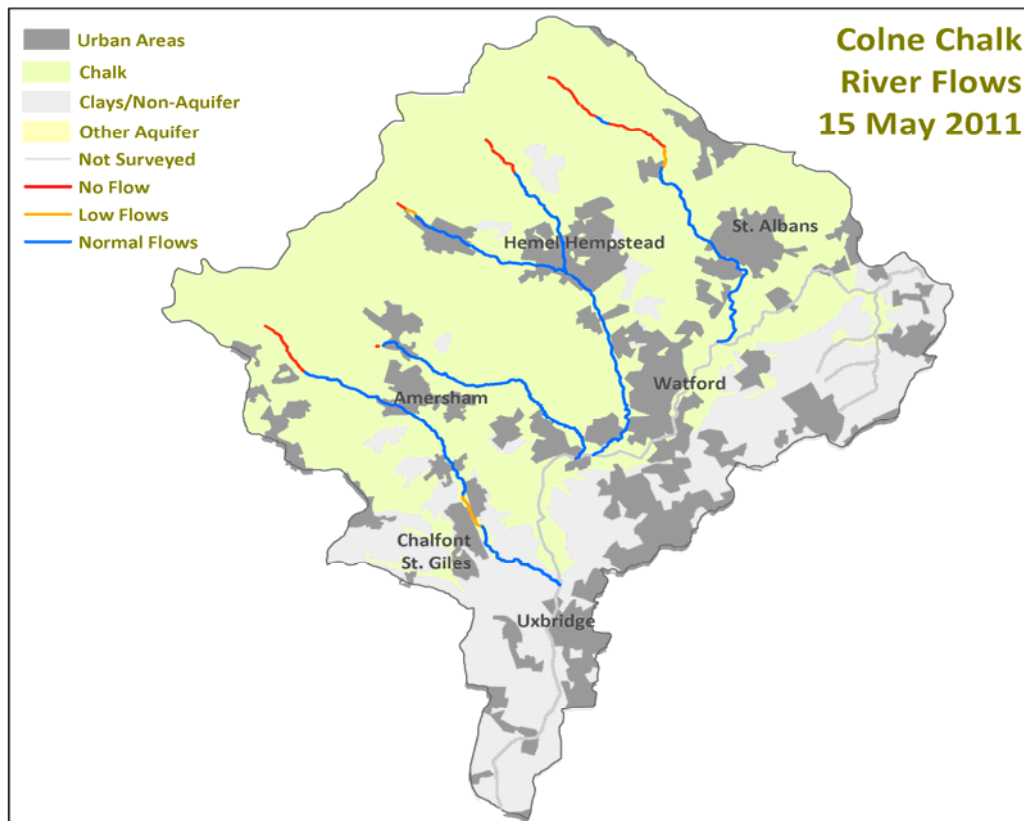 Colne Chalk
River Flows
15 May 2011
Urban Areas
Chalk
Clays/Non-Aquifer
Other Aquifer
Not Surveyed
No Flow
Low Flows
Normal Flows
St. Albans
Hemel Hempstead
Watford
Amersham
Chalfont
St. Giles
Uxbridge